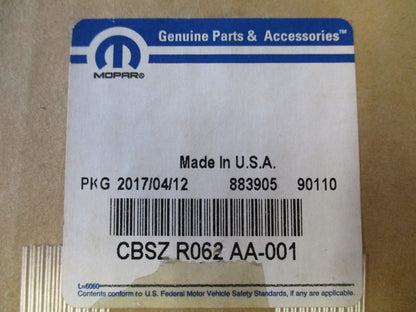 Genuine Parts & Accessories™
MOPAR®
Made In U.S.A.
PKG 2017/04/12 883905 90110
CBSZ R062 AA-001
L-6060
Contents conform to U.S. Federal Motor Vehicle Safety Standards, if any are applicable.